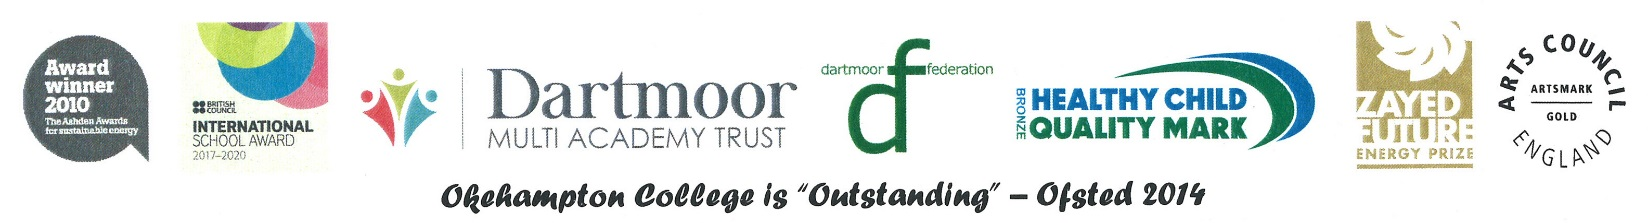 Award
winner
2010
The Ashden Awards
for sustainable energy
BRITISH
COUNCIL
INTERNATIONAL
SCHOOL AWARD
2017–2020
Dartmoor
MULTI ACADEMY TRUST
dartmoor federation
df
BRONZE
HEALTHY CHILD
QUALITY MARK
ZAYED
FUTURE
ENERGY PRIZE
ARTS COUNCIL
ARTSMARK
GOLD
ENGLAND
Okehampton College is “Outstanding” – Ofsted 2014